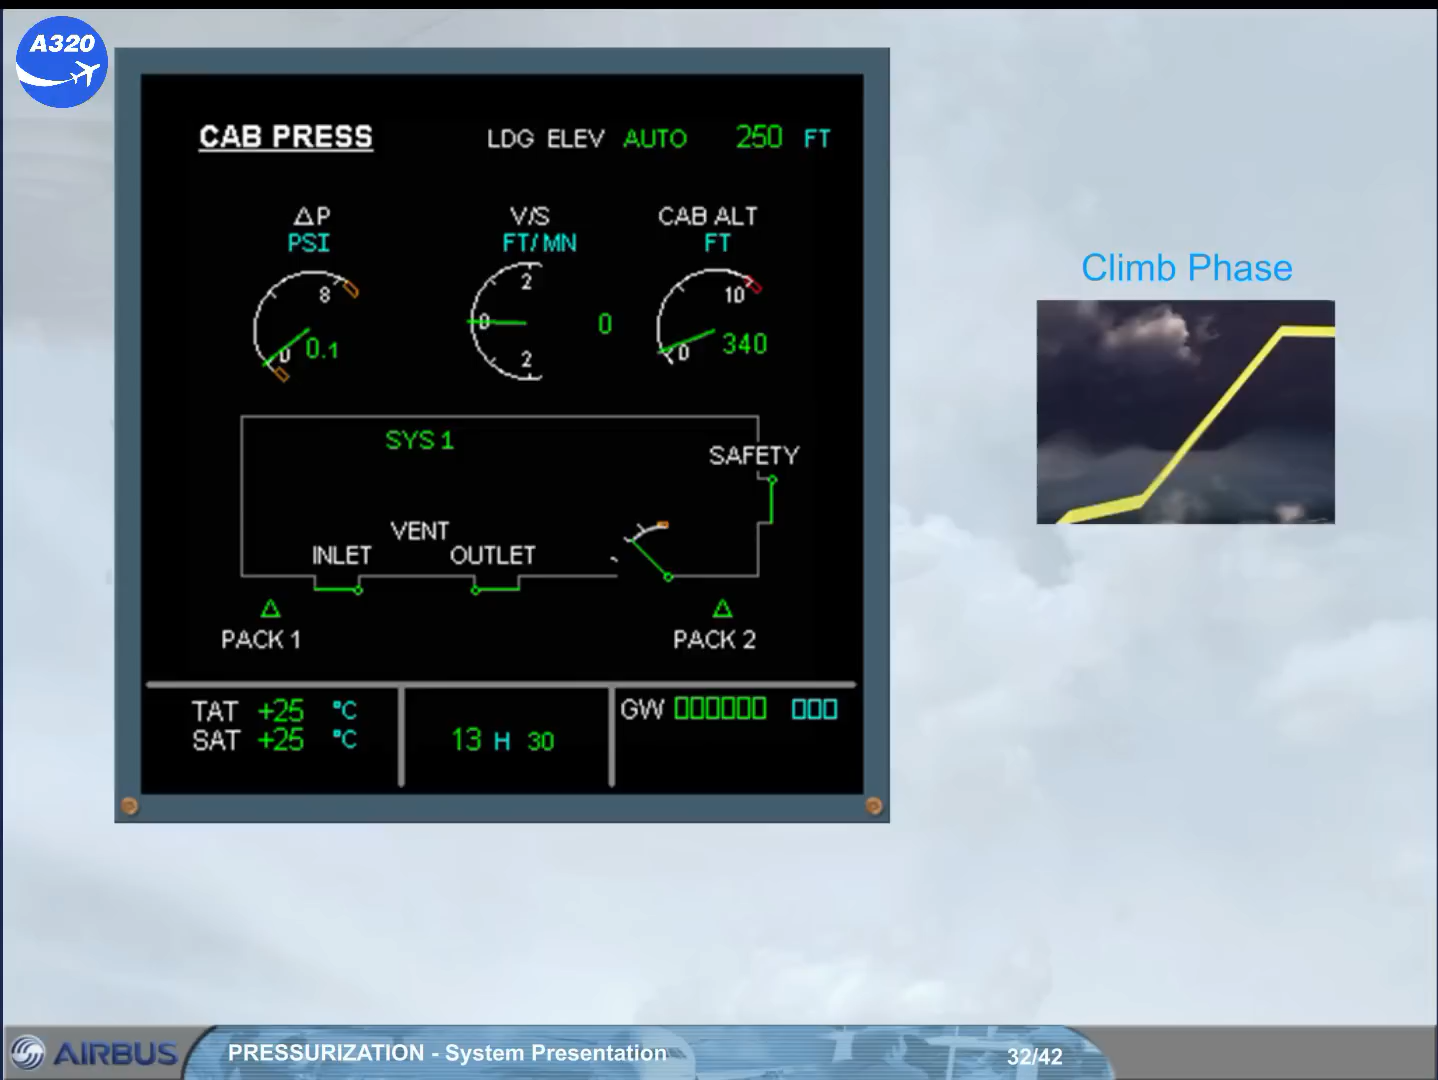 A320
CAB PRESS LDG ELEV AUTO 250 FT
ΔP V/S CAB ALT
PSI FT/MN FT
8 2 10
0 0 0
0.1 2 0 340
Climb Phase
SYS 1
SAFETY
VENT
INLET OUTLET
PACK 1 PACK 2
TAT +25 °C
SAT +25 °C
13 H 30
GW
AIRBUS
PRESSURIZATION - System Presentation
32/42